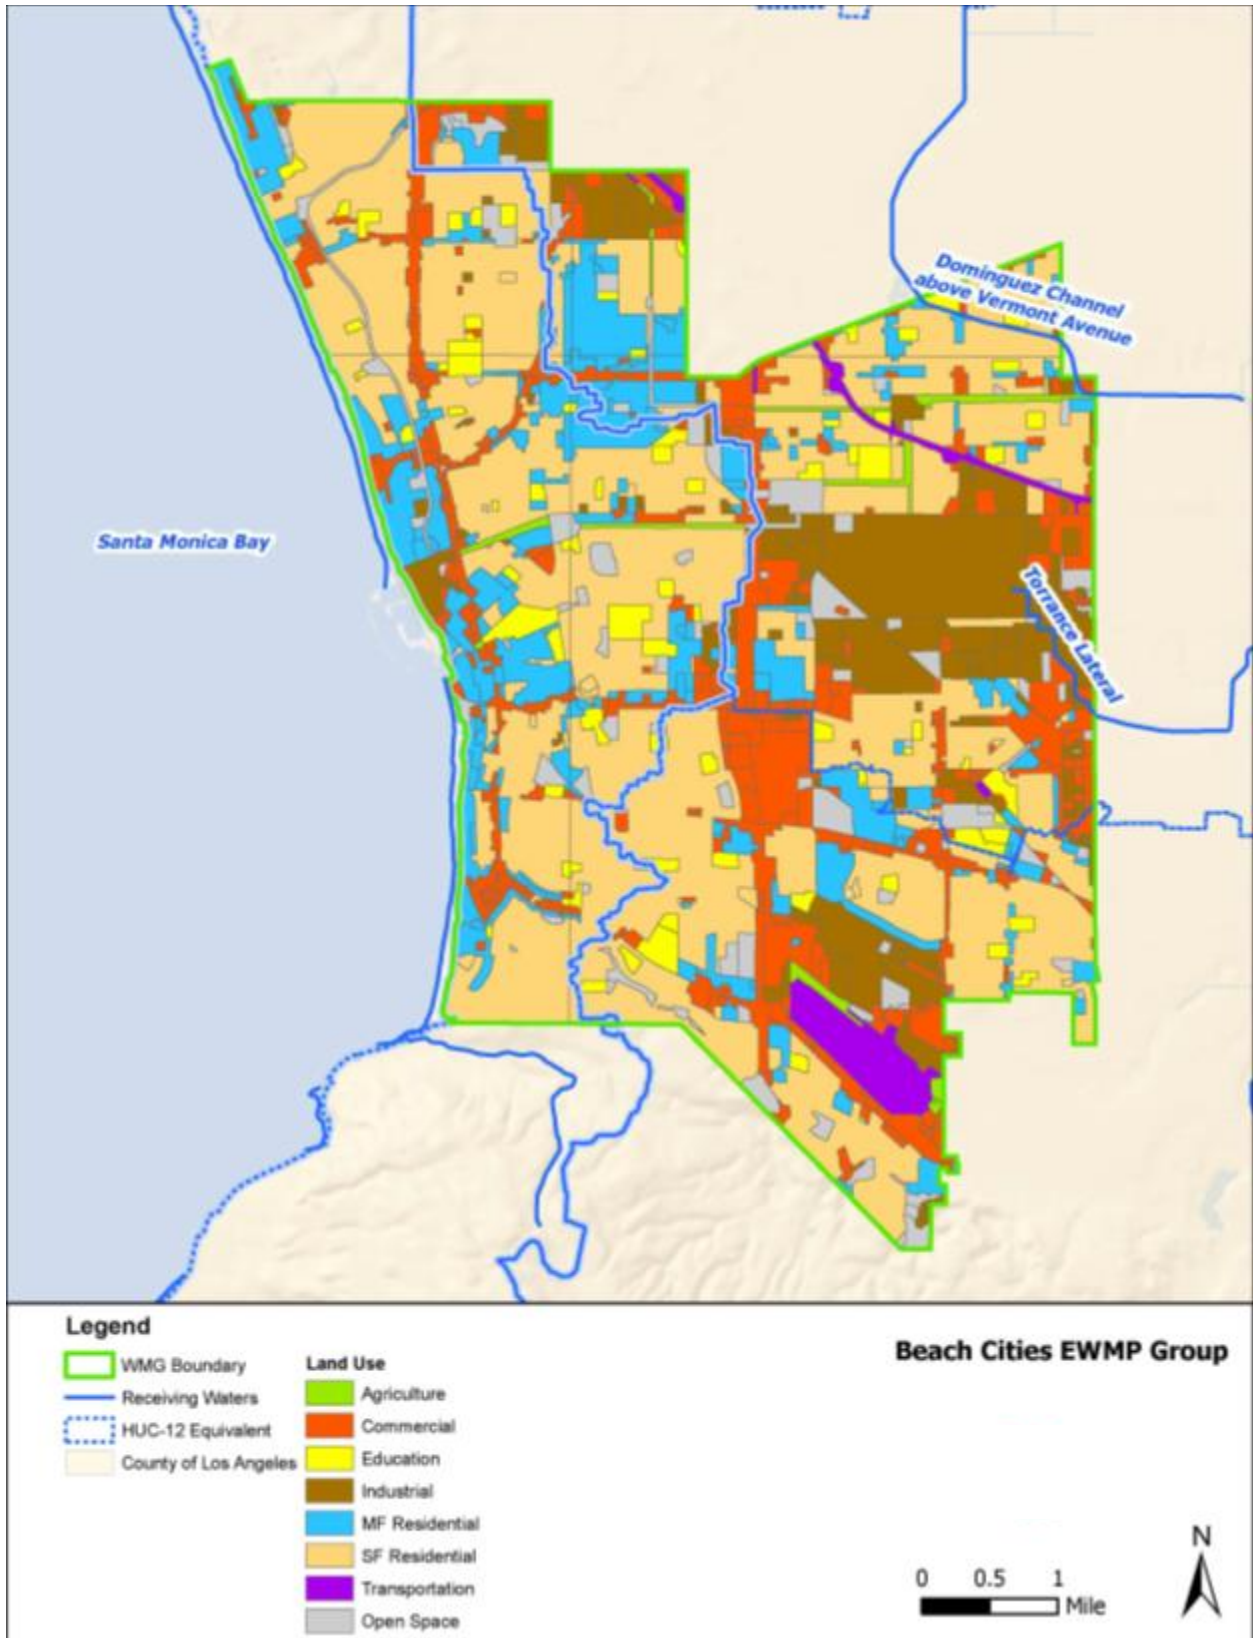 Dominguez Channel
above Vermont Avenue
Santa Monica Bay
Torrance Lateral
Legend
WMG Boundary
Receiving Waters
HUC-12 Equivalent
County of Los Angeles
Land Use
Agriculture
Commercial
Education
Industrial
MF Residential
SF Residential
Transportation
Open Space
Beach Cities EWMP Group
N
0 0.5 1
Mile